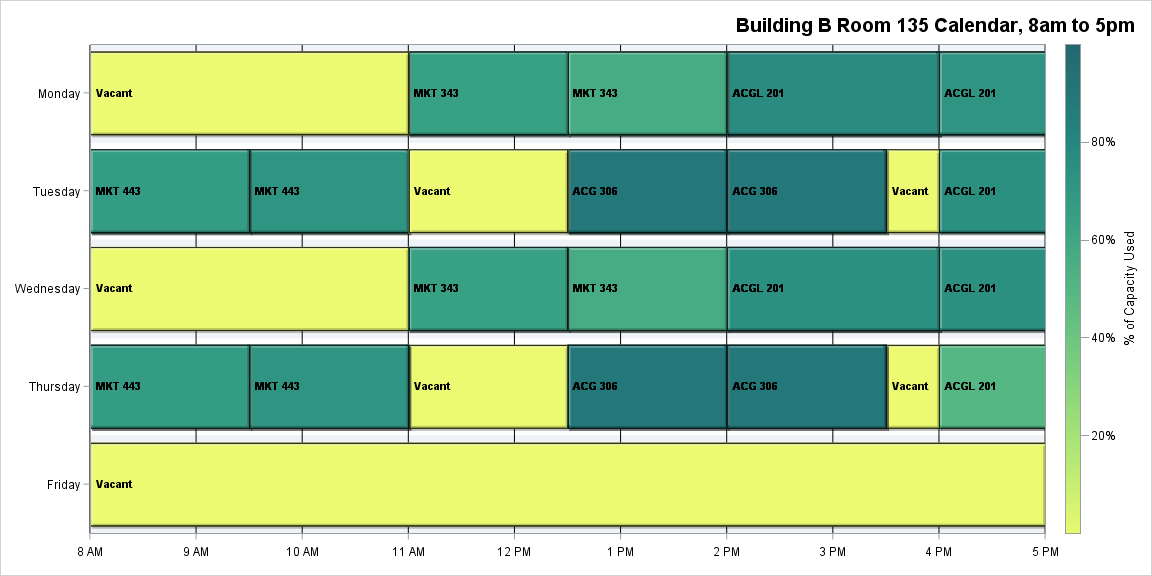 Building B Room 135 Calendar, 8am to 5pm
Monday
Vacant
MKT 343
MKT 343
ACGL 201
ACGL 201
Tuesday
MKT 443
MKT 443
Vacant
ACG 306
ACG 306
Vacant
ACGL 201
Wednesday
Vacant
MKT 343
MKT 343
ACGL 201
ACGL 201
Thursday
MKT 443
MKT 443
Vacant
ACG 306
ACG 306
Vacant
ACGL 201
Friday
Vacant
8 AM
9 AM
10 AM
11 AM
12 PM
1 PM
2 PM
3 PM
4 PM
5 PM
80%
60%
40%
20%
% of Capacity Used